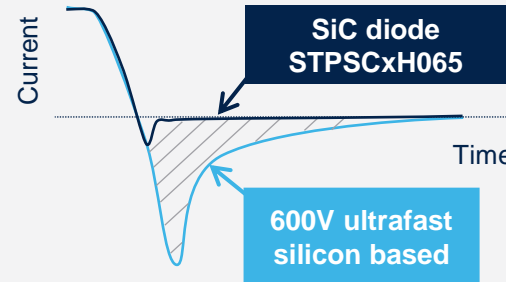 Current
SiC diode
STPSCxH065
Time
600V ultrafast
silicon based